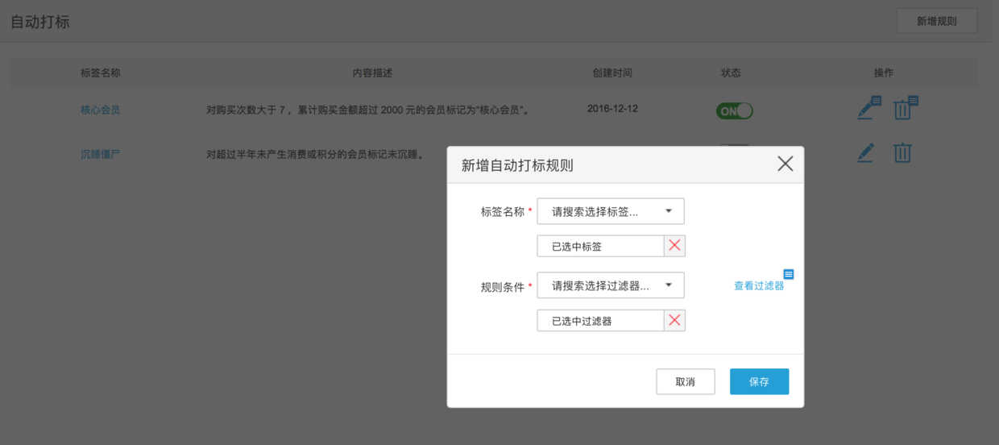 自动打标
新增规则
标签名称 内容描述 创建时间 状态 操作
核心会员 对购买次数大于 7 ，累计购买金额超过 2000 元的会员标记为“核心会员”。 2016-12-12 ON
沉睡僵尸 对超过半年未产生消费或积分的会员标记未沉睡。
新增自动打标规则
标签名称 * 请搜索选择标签...
已选中标签
规则条件 * 请搜索选择过滤器... 查看过滤器
已选中过滤器
取消 保存